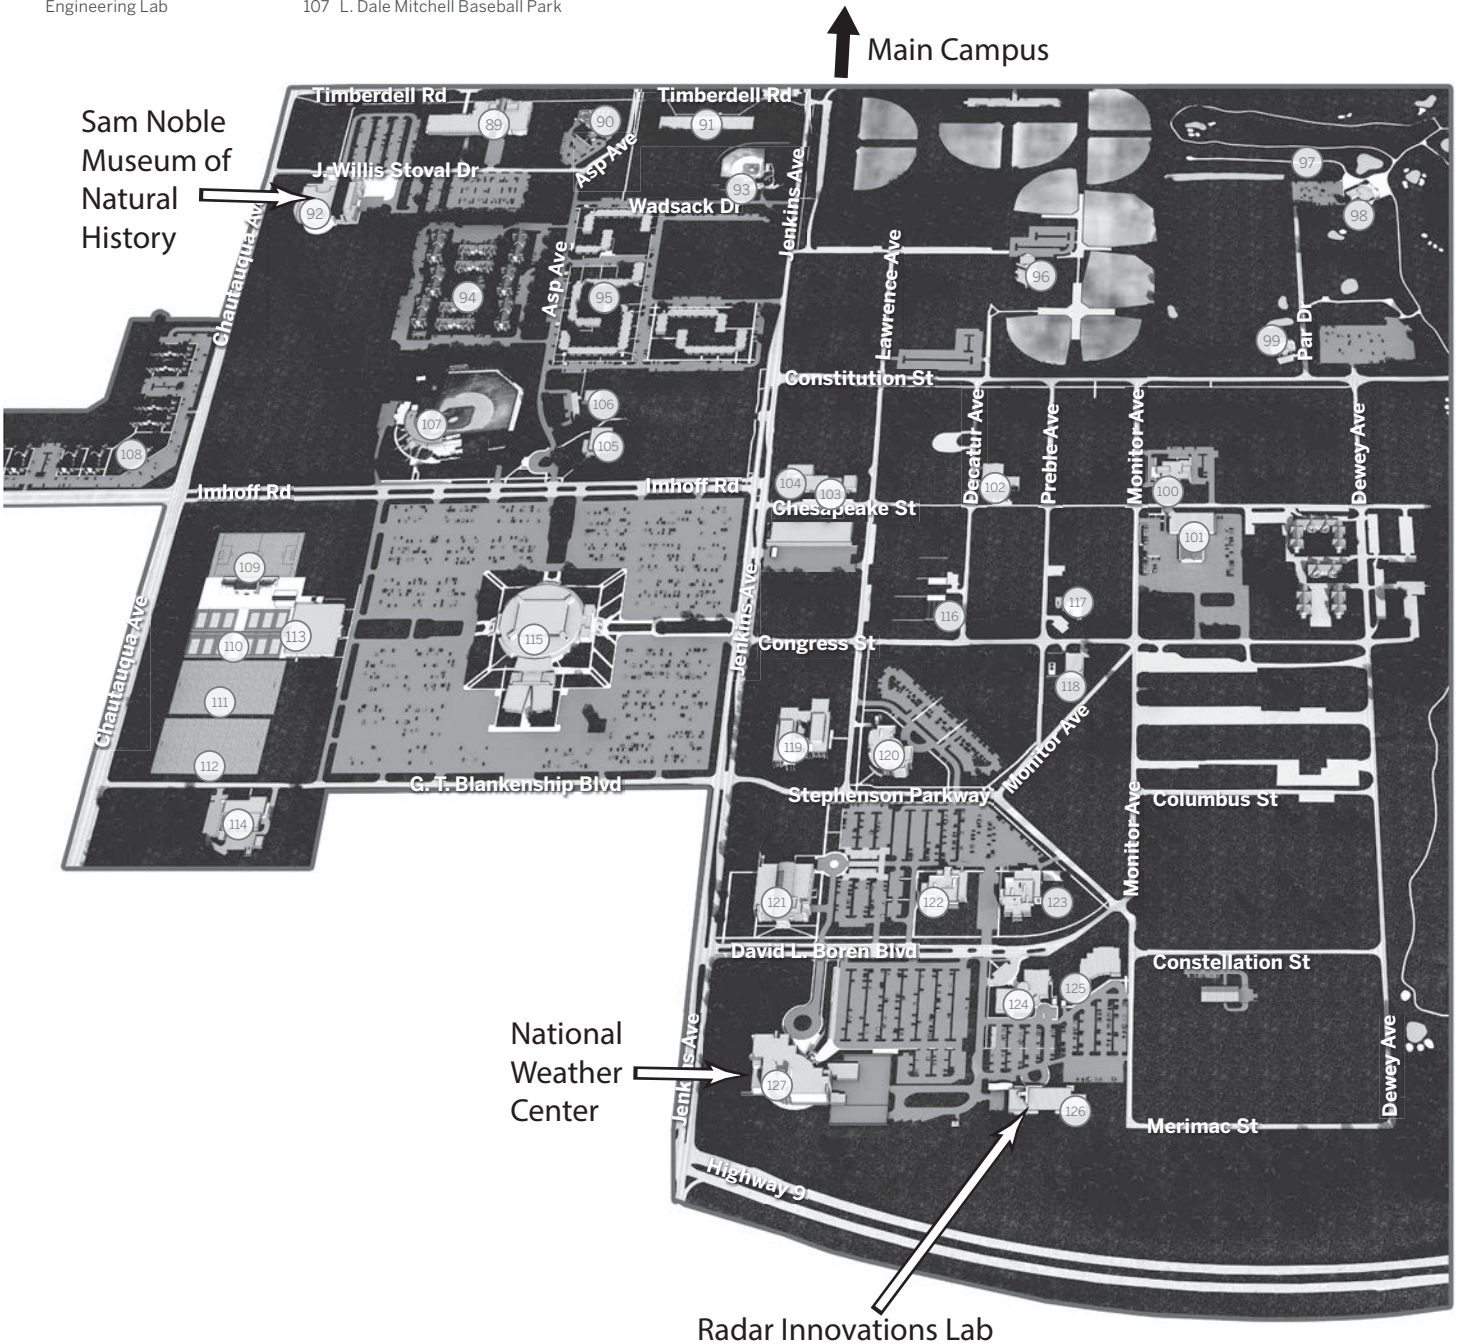 Engineering Lab
107 L. Dale Mitchell Baseball Park
Main Campus
Sam Noble
Museum of
Natural
History
Timberdell Rd
Timberdell Rd
89
90
91
J. Willis Stoval Dr
Asp Ave
Jenkins Ave
97
93
92
Wadsack Dr
98
Chautauqua Ave
Asp Ave
Lawrence Ave
96
94
95
Par Dr
99
Constitution St
106
107
105
108
Decatur Ave
Preble Ave
Monitor Ave
Dewey Ave
Imhoff Rd
Imhoff Rd
104
103
102
100
Chesapeake St
101
109
Jenkins Ave
116
117
113
110
115
Congress St
Chautauqua Ave
111
118
119
120
Monitor Ave
112
G. T. Blankenship Blvd
Stephenson Parkway
Columbus St
114
Monitor Ave
121
122
123
David L. Boren Blvd
Constellation St
125
124
National
Weather
Center
Jenkins Ave
127
126
Dewey Ave
Merimac St
Highway 9
Radar Innovations Lab